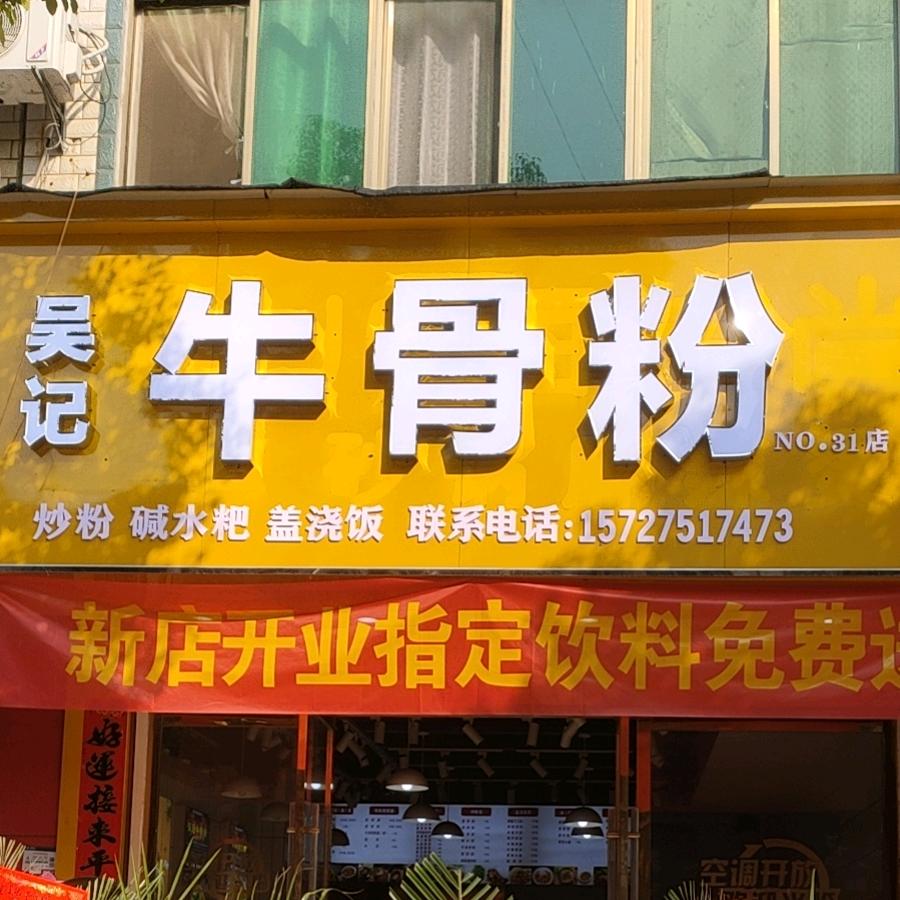 吴记
牛骨粉
NO.31店
炒粉 碱水粑 盖浇饭 联系电话:15727517473
新店开业指定饮料免费
好運接来平
空调开放